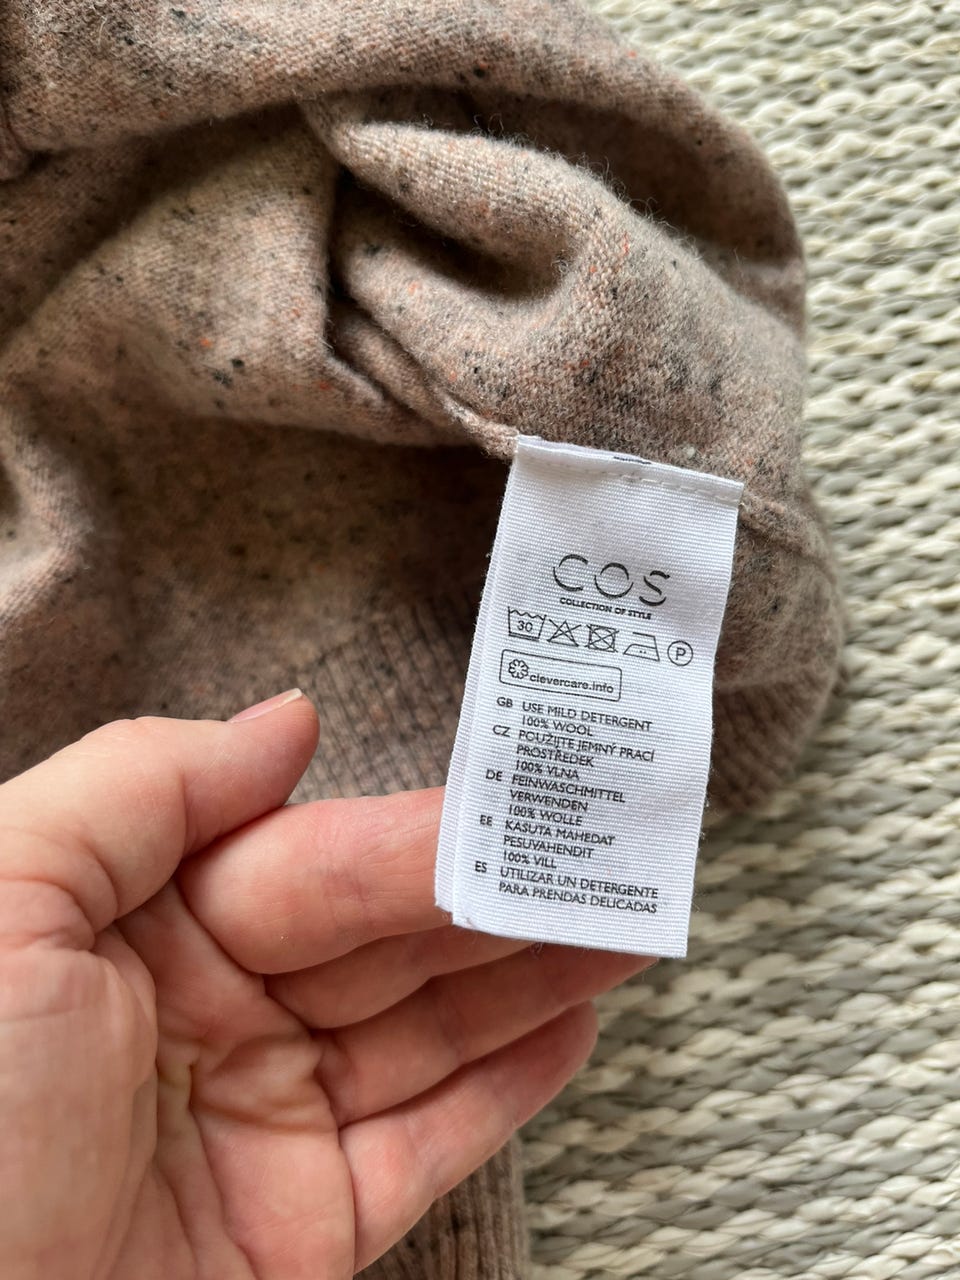 COS
COLLECTION OF STYLE
30 P
clevercare.info
GB USE MILD DETERGENT
100% WOOL
CZ POUŽIJTE JEMNÝ PRACÍ
PROSTŘEDEK
100% VLNA
DE FEINWASCHMITTEL
VERWENDEN
100% WOLLE
EE KASUTA MAHEDAT
PESUVAHENDIT
100% VILL
ES UTILIZAR UN DETERGENTE
PARA PRENDAS DELICADAS